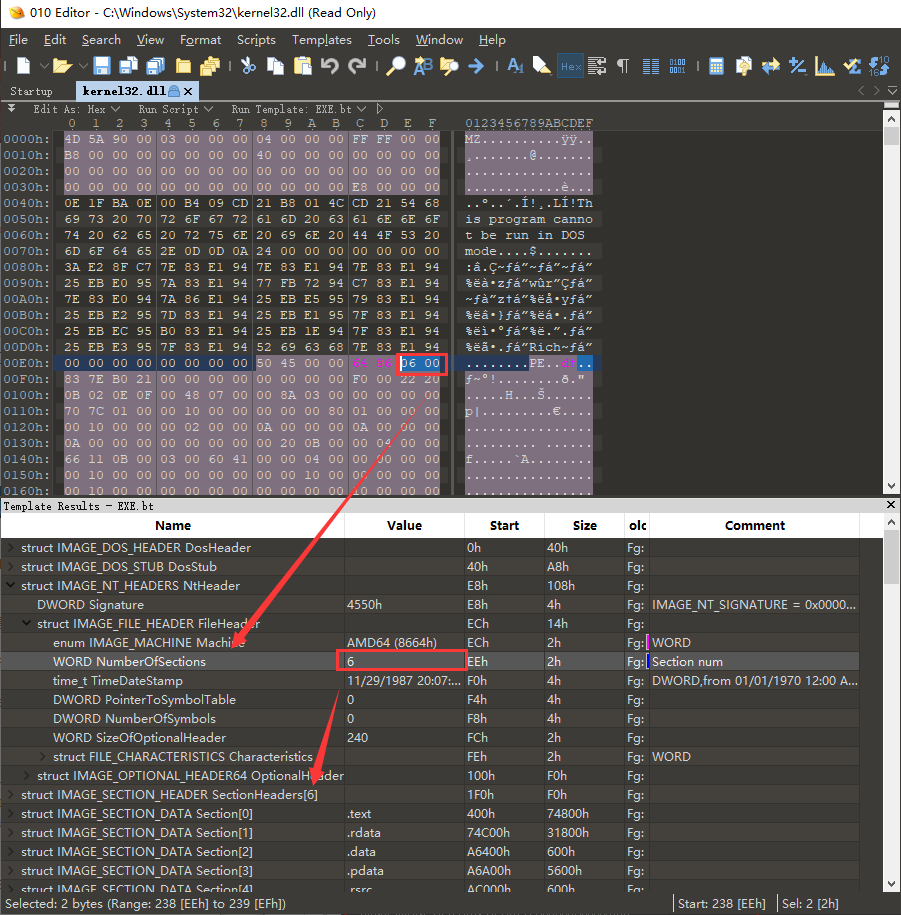 010 Editor - C:\Windows\System32\kernel32.dll (Read Only)
File Edit Search View Format Scripts Templates Tools Window Help
Startup kernel32.dll
Edit As: Hex Run Script Run Template: EXE.bt
0 1 2 3 4 5 6 7 8 9 A B C D E F 0123456789ABCDEF
0000h: 4D 5A 90 00 03 00 00 00 04 00 00 00 FF FF 00 00 MZ..........ÿÿ..
0010h: B8 00 00 00 00 00 00 00 40 00 00 00 00 00 00 00 ¸.......@.......
0020h: 00 00 00 00 00 00 00 00 00 00 00 00 00 00 00 00 ................
0030h: 00 00 00 00 00 00 00 00 00 00 00 00 E8 00 00 00 ............è...
0040h: 0E 1F BA 0E 00 B4 09 CD 21 B8 01 4C CD 21 54 68 ..º..´.Í!¸.LÍ!Th
0050h: 69 73 20 70 72 6F 67 72 61 6D 20 63 61 6E 6E 6F is program canno
0060h: 74 20 62 65 20 72 75 6E 20 69 6E 20 44 4F 53 20 t be run in DOS
0070h: 6D 6F 64 65 2E 0D 0D 0A 24 00 00 00 00 00 00 00 mode....$.......
0080h: 3A E2 8F C7 7E 83 E1 94 7E 83 E1 94 7E 83 E1 94 :â.Ç~ƒá”~ƒá”~ƒá”
0090h: 25 EB E0 95 7A 83 E1 94 77 FB 72 94 C7 83 E1 94 %ëà•zƒá”wûr”Çƒá”
00A0h: 7E 83 E0 94 7A 86 E1 94 25 EB E5 95 79 83 E1 94 ~ƒà”z†á”%ëå•yƒá”
00B0h: 25 EB E2 95 7D 83 E1 94 25 EB E1 95 7F 83 E1 94 %ëâ•}ƒá”%ëá•.ƒá”
00C0h: 25 EB EC 95 B0 83 E1 94 25 EB 1E 94 7F 83 E1 94 %ëì•°ƒá”%ë.”.ƒá”
00D0h: 25 EB E3 95 7F 83 E1 94 52 69 63 68 7E 83 E1 94 %ëã•.ƒá”Rich~ƒá”
00E0h: 00 00 00 00 00 00 00 00 50 45 00 00 64 86 06 00 ........PE..d†..
00F0h: 83 7E B0 21 00 00 00 00 00 00 00 00 F0 00 22 20 ƒ~°!........ð."
0100h: 0B 02 0E 0F 00 48 07 00 00 8A 03 00 00 00 00 00 .....H...Š......
0110h: 70 7C 01 00 00 10 00 00 00 00 00 80 01 00 00 00 p|.........€....
0120h: 00 10 00 00 00 02 00 00 0A 00 00 00 0A 00 00 00 ................
0130h: 0A 00 00 00 00 00 00 00 00 20 0B 00 00 04 00 00 ......... ......
0140h: 66 11 0B 00 03 00 60 41 00 00 04 00 00 00 00 00 f.....`A........
0150h: 00 10 00 00 00 00 00 00 00 00 10 00 00 00 00 00 ................
0160h: 00 10 00 00 00 00 00 00 00 00 00 00 10 00 00 00
Template Results - EXE.bt
Name Value Start Size olc Comment
struct IMAGE_DOS_HEADER DosHeader 0h 40h Fg:
struct IMAGE_DOS_STUB DosStub 40h A8h Fg:
struct IMAGE_NT_HEADERS NtHeader E8h 108h Fg:
DWORD Signature 4550h E8h 4h Fg: IMAGE_NT_SIGNATURE = 0x0000...
struct IMAGE_FILE_HEADER FileHeader ECh 14h Fg:
enum IMAGE_MACHINE Machine AMD64 (8664h) ECh 2h Fg: WORD
WORD NumberOfSections 6 EEh 2h Fg: Section num
time_t TimeDateStamp 11/29/1987 20:07:... F0h 4h Fg: DWORD,from 01/01/1970 12:00 A...
DWORD PointerToSymbolTable 0 F4h 4h Fg:
DWORD NumberOfSymbols 0 F8h 4h Fg:
WORD SizeOfOptionalHeader 240 FCh 2h Fg:
struct FILE_CHARACTERISTICS Characteristics FEh 2h Fg: WORD
struct IMAGE_OPTIONAL_HEADER64 OptionalHeader 100h F0h Fg:
struct IMAGE_SECTION_HEADER SectionHeaders[6] 1F0h F0h Fg:
struct IMAGE_SECTION_DATA Section[0] .text 400h 74800h Fg:
struct IMAGE_SECTION_DATA Section[1] .rdata 74C00h 31800h Fg:
struct IMAGE_SECTION_DATA Section[2] .data A6400h 600h Fg:
struct IMAGE_SECTION_DATA Section[3] .pdata A6A00h 5600h Fg:
struct IMAGE_SECTION_DATA Section[4] .rsrc AC000h 600h Fg:
Selected: 2 bytes (Range: 238 [EEh] to 239 [EFh]) Start: 238 [EEh] Sel: 2 [2h]